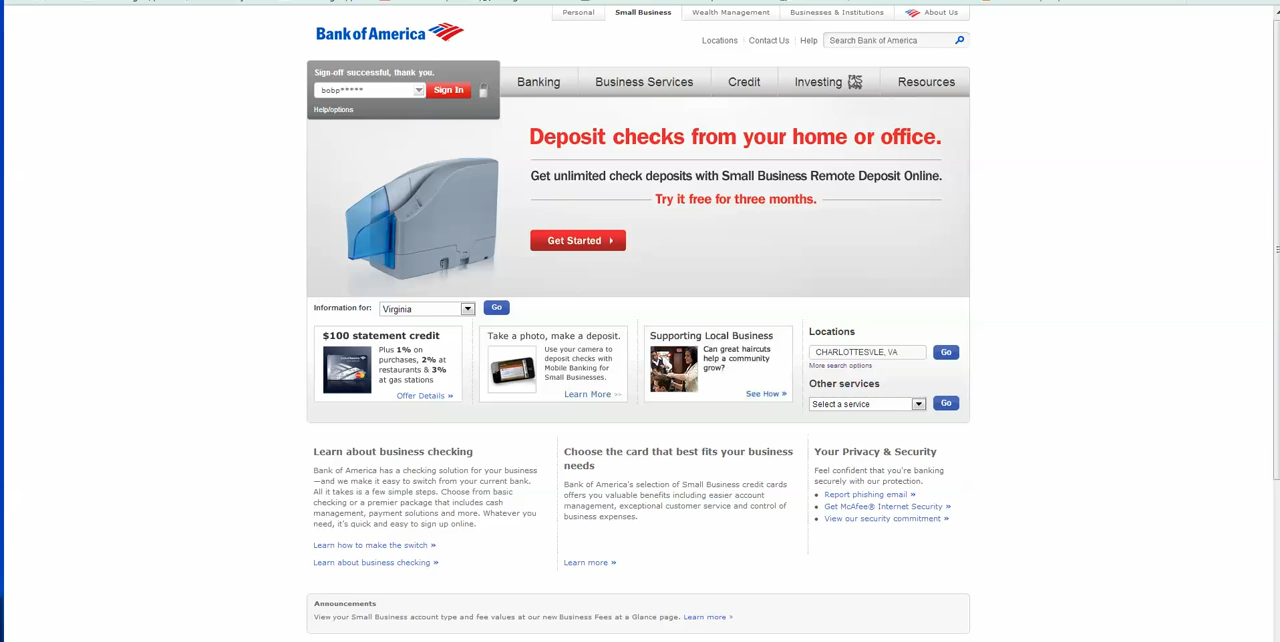 Personal
Small Business
Wealth Management
Businesses & Institutions
About Us
Bank of America
Locations
Contact Us
Help
Search Bank of America
Sign-off successful, thank you.
bobp*****
Sign In
Help/options
Banking
Business Services
Credit
Investing
Resources
Deposit checks from your home or office.
Get unlimited check deposits with Small Business Remote Deposit Online.
Try it free for three months.
Get Started
Information for:
Virginia
Go
$100 statement credit
Plus 1% on
purchases, 2% at
restaurants & 3%
at gas stations
Offer Details »
Take a photo, make a deposit.
Use your camera to
deposit checks with
Mobile Banking for
Small Businesses.
Learn More »
Supporting Local Business
Can great haircuts
help a community
grow?
See How »
Locations
CHARLOTTESVLE, VA
Go
More search options
Other services
Select a service
Go
Learn about business checking
Bank of America has a checking solution for your business
—and we make it easy to switch from your current bank.
All it takes is a few simple steps. Choose from basic
checking or a premier package that includes cash
management, payment solutions and more. Whatever you
need, it's quick and easy to sign up online.
Learn how to make the switch »
Learn about business checking »
Choose the card that best fits your business
needs
Bank of America's selection of Small Business credit cards
offers you valuable benefits including easier account
management, exceptional customer service and control of
business expenses.
Learn more »
Your Privacy & Security
Feel confident that you're banking
securely with our protection.
• Report phishing email »
• Get McAfee® Internet Security »
• View our security commitment »
Announcements
View your Small Business account type and fee values at our new Business Fees at a Glance page. Learn more »